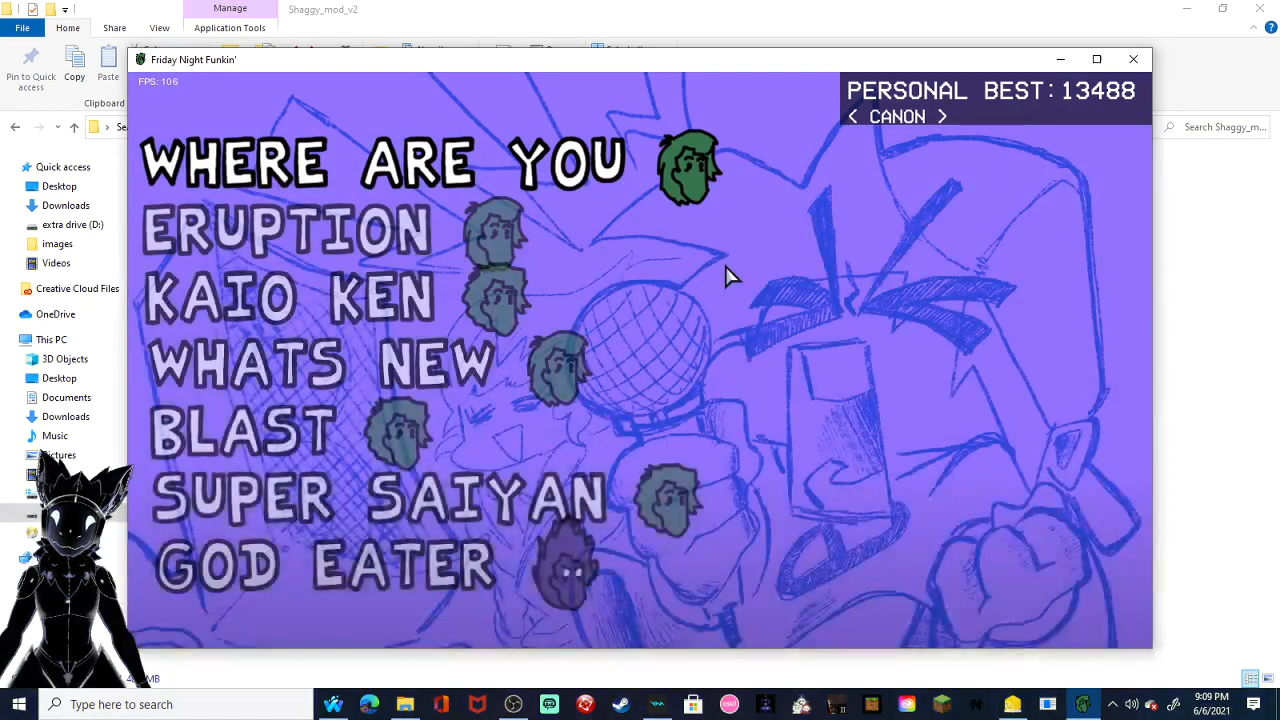 Manage
Shaggy_mod_v2
File
Home
Share
View
Application Tools
Pin to Quick access
Copy
Paste
Clipboard
Search Shaggy_m...
Quick access
Desktop
Downloads
extra drive (D:)
images
Videos
Creative Cloud Files
OneDrive
This PC
3D Objects
Desktop
Documents
Downloads
Music
Pictures
Friday Night Funkin'
FPS: 106
PERSONAL BEST:13488
< CANON >
WHERE ARE YOU
ERUPTION
KAIO KEN
WHATS NEW
BLAST
SUPER SAIYAN
GOD EATER
MB
Type here to search
osu!
9:09 PM
6/6/2021